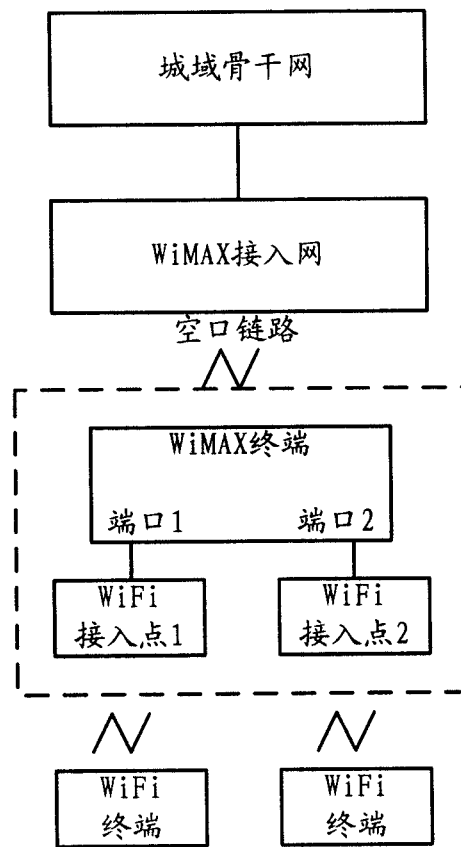 城域骨干网
WiMAX接入网
空口链路
WiMAX终端
端口1 端口2
WiFi WiFi
接入点1 接入点2
WiFi WiFi
终端 终端